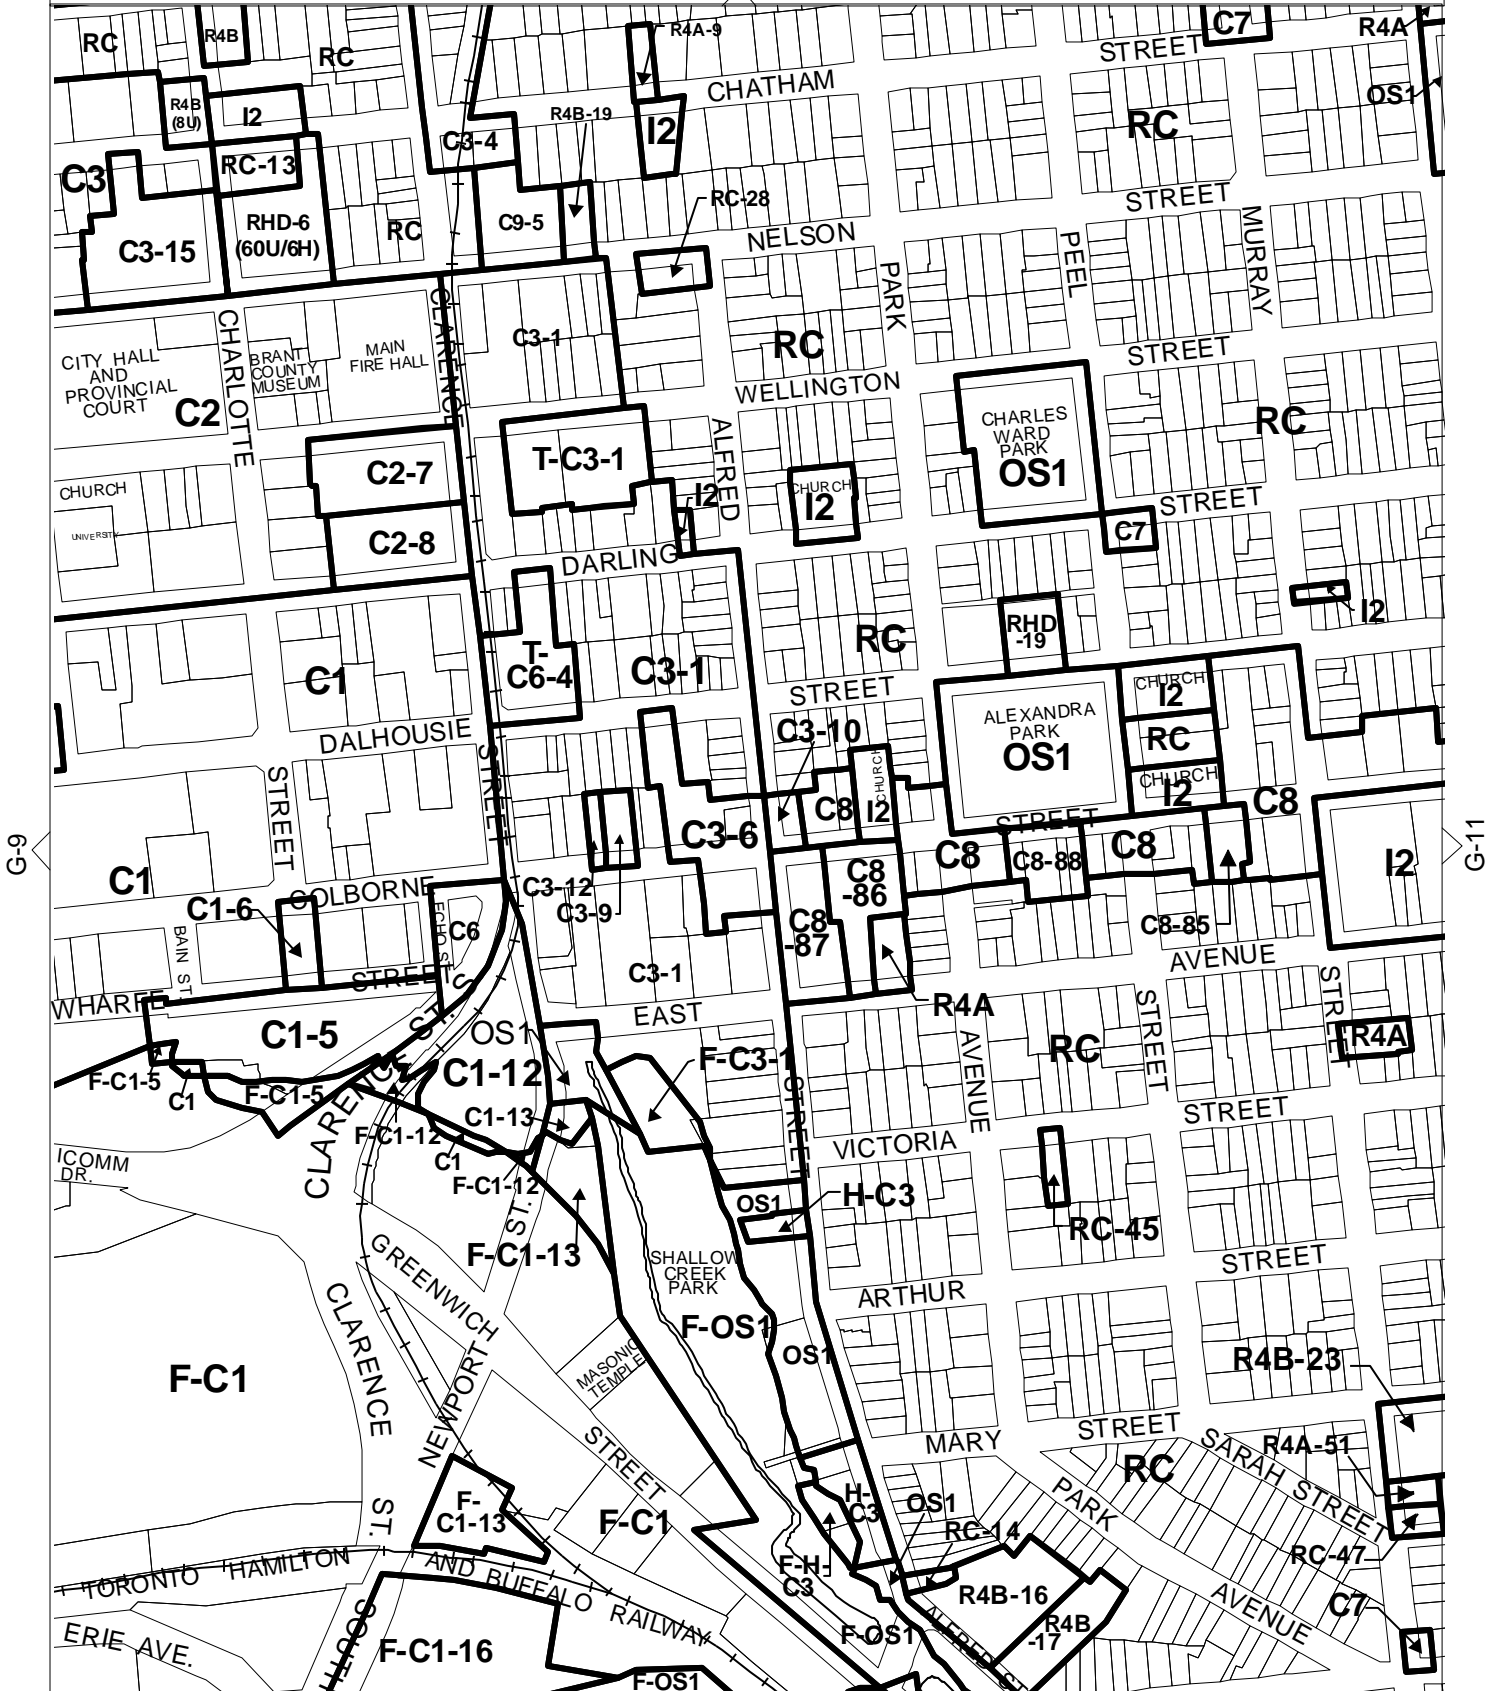 RC
R4B
RC
R4A-9
C7
R4A
STREET
CHATHAM
OS1
R4B
(8U)
I2
R4B-19
I2
RC
C3-4
C3
RC-13
RC-28
STREET
RHD-6
(60U/6H)
C9-5
RC
C3-15
NELSON
PEEL
MURRAY
PARK
CLARENCE
CHARLOTTE
C3-1
CITY HALL
AND
PROVINCIAL
COURT
BRANT
COUNTY
MUSEUM
MAIN
FIRE HALL
RC
STREET
WELLINGTON
C2
CHARLES
WARD
PARK
OS1
RC
ALFRED
C2-7
T-C3-1
CHURCH
I2
CHURCH
I2
STREET
UNIVERSITY
C2-8
DARLING
C7
I2
RHD
-19
RC
C1
T-
C6-4
C3-1
STREET
CHURCH
I2
ALEXANDRA
PARK
OS1
DALHOUSIE
C3-10
RC
STREET
STREET
CHURCH
I2
C8
CHURCH
I2
C8
G-9
C3-6
STREET
C8
C8-88
C8
I2
G-11
C1
COLBORNE
C3-12
C3-9
C8
-86
C1-6
BAIN ST.
ECHO ST.
C6
C8
-87
C8-85
AVENUE
C3-1
STREET
WHARFE
STREET
C1-5
EAST
R4A
AVENUE
STREET
RC
R4A
OS1
C1-12
F-C3-1
F-C1-5
C1
F-C1-5
CLARENCE ST. S.
C1-13
STREET
STREET
F-C1-12
C1
VICTORIA
ICOMM
DR.
F-C1-12
OS1
H-C3
ST.
RC-45
F-C1-13
GREENWICH
SHALLOW
CREEK
PARK
STREET
ARTHUR
CLARENCE
F-OS1
OS1
MASONIC
TEMPLE
R4B-23
F-C1
NEWPORT
STREET
MARY
STREET
SARAH STREET
R4A-51
RC
PARK
ST.
F-
C1-13
F-C1
H-
C3
OS1
RC-14
RC-47
TORONTO HAMILTON AND BUFFALO RAILWAY
F-H-
C3
R4B-16
AVENUE
C7
R4B
-17
ALFRED ST.
ERIE AVE.
SOUTH
F-C1-16
F-OS1
F-OS1